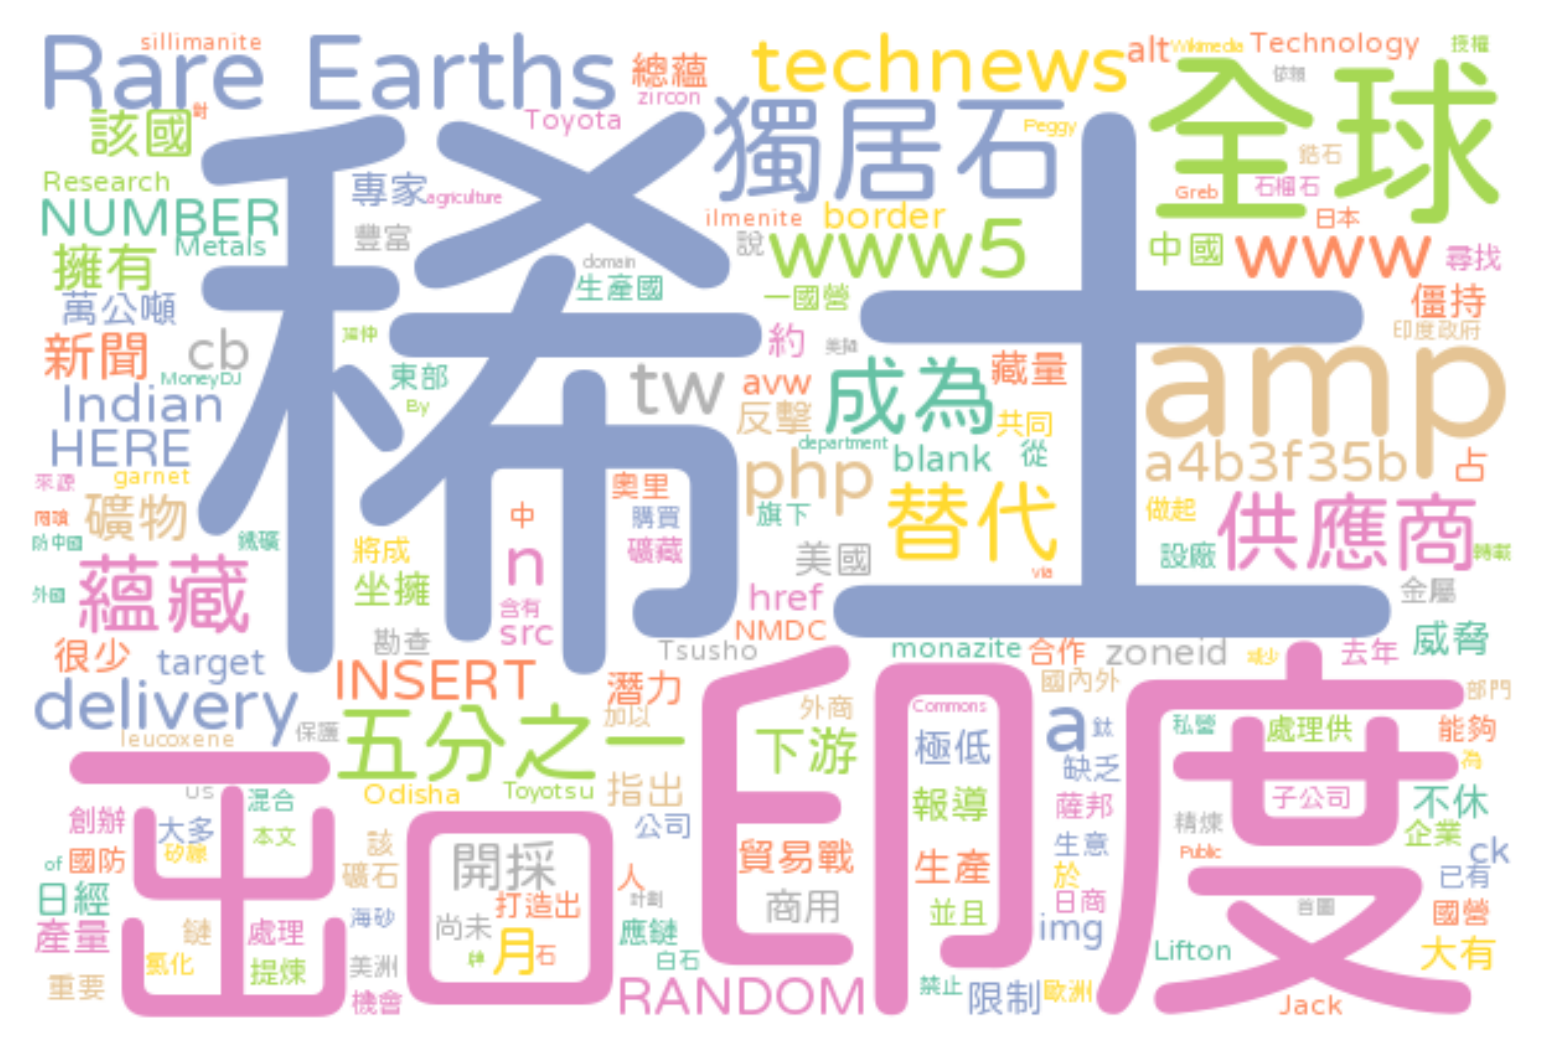 sillimanite
Rare Earths
總蘊
zircon
technews
alt
Wikimedia
Technology
授權
依賴
全球
該國
對
Toyota
獨居石
Peggy
鋯石
稀土
Research
專家
agriculture
Greb
石榴石
NUMBER
Metals
豐富
ilmenite
border
日本
擁有
domain
說
www5
中國
www
尋找
生產國
萬公噸
一國營
僵持
印度政府
新聞
cb
延伸
約
美國
MoneyDJ
東部
tw
avw
成為
藏量
amp
Indian
By
反擊
共同
HERE
department
php
blank
從
a4b3f35b
占
來源
garnet
礦物
奧里
替代
做起
供應商
中
購買
旗下
防中國
鐵礦
將成
礦藏
美國
設廠
轉載
蘊藏
n
via
外國
坐擁
含有
href
金屬
src
NMDC
很少
勘查
Tsusho
monazite
合作
zoneid
減少
去年
威脅
target
INSERT
潛力
國內外
部門
delivery
加以
外商
Commons
a
鈦
私營
處理供
能夠
保護
leucoxene
五分之一
下游
極低
缺乏
為
印度
出口
us
混合
Odisha
Toyotsu
指出
報導
薩邦
子公司
不休
創辦
大多
本文
公司
精煉
企業
矽線
該
開採
貿易戰
生意
Public
ck
of
國防
礦石
人
生產
於
已有
日經
計劃
打造出
商用
日商
首圖
國營
產量
鏈
處理
海砂
尚未
應鏈
並且
img
月
石
白石
Lifton
大有
氯化
提煉
美洲
重要
機會
RANDOM
禁止
限制
歐洲
Jack